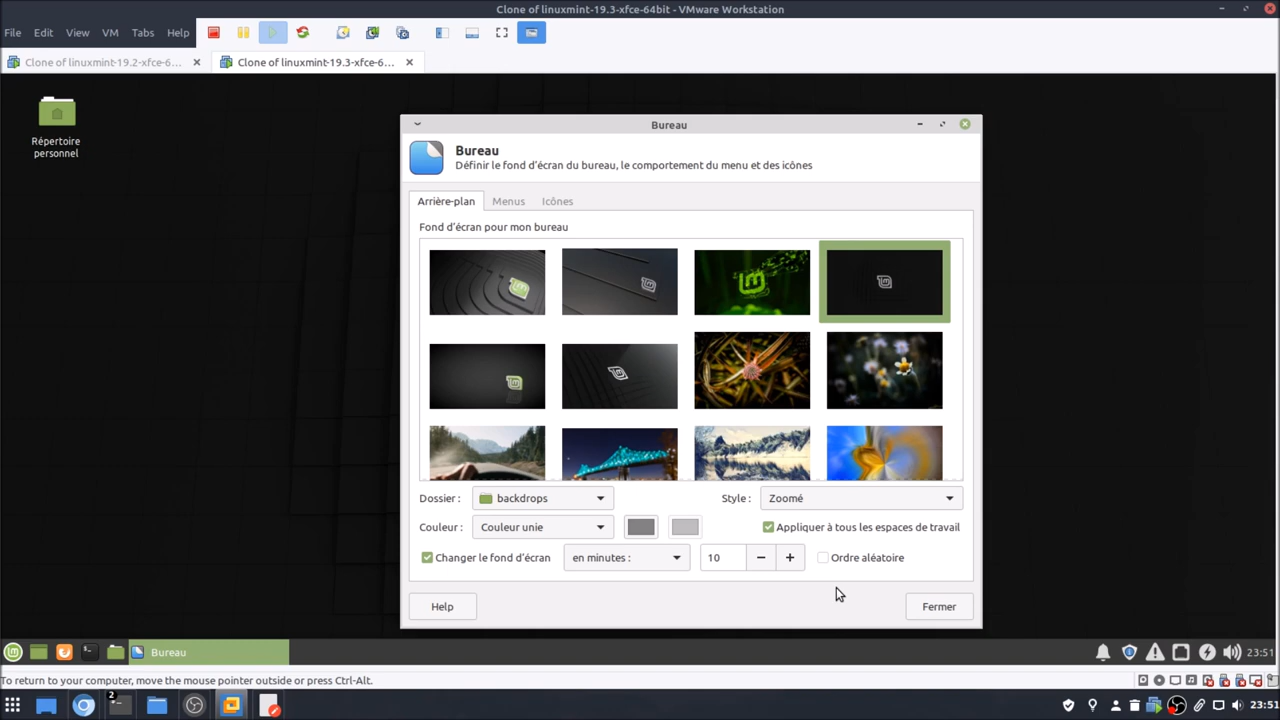 Clone of linuxmint-19.3-xfce-64bit - VMware Workstation
File Edit View VM Tabs Help
Clone of linuxmint-19.2-xfce-6... Clone of linuxmint-19.3-xfce-6...
Répertoire
personnel
Bureau
Bureau
Définir le fond d'écran du bureau, le comportement du menu et des icônes
Arrière-plan Menus Icônes
Fond d'écran pour mon bureau
Dossier : backdrops Style : Zoomé
Couleur : Couleur unie Appliquer à tous les espaces de travail
Changer le fond d'écran en minutes : 10 Ordre aléatoire
Help Fermer
Bureau 23:51
To return to your computer, move the mouse pointer outside or press Ctrl-Alt.
2 23:51